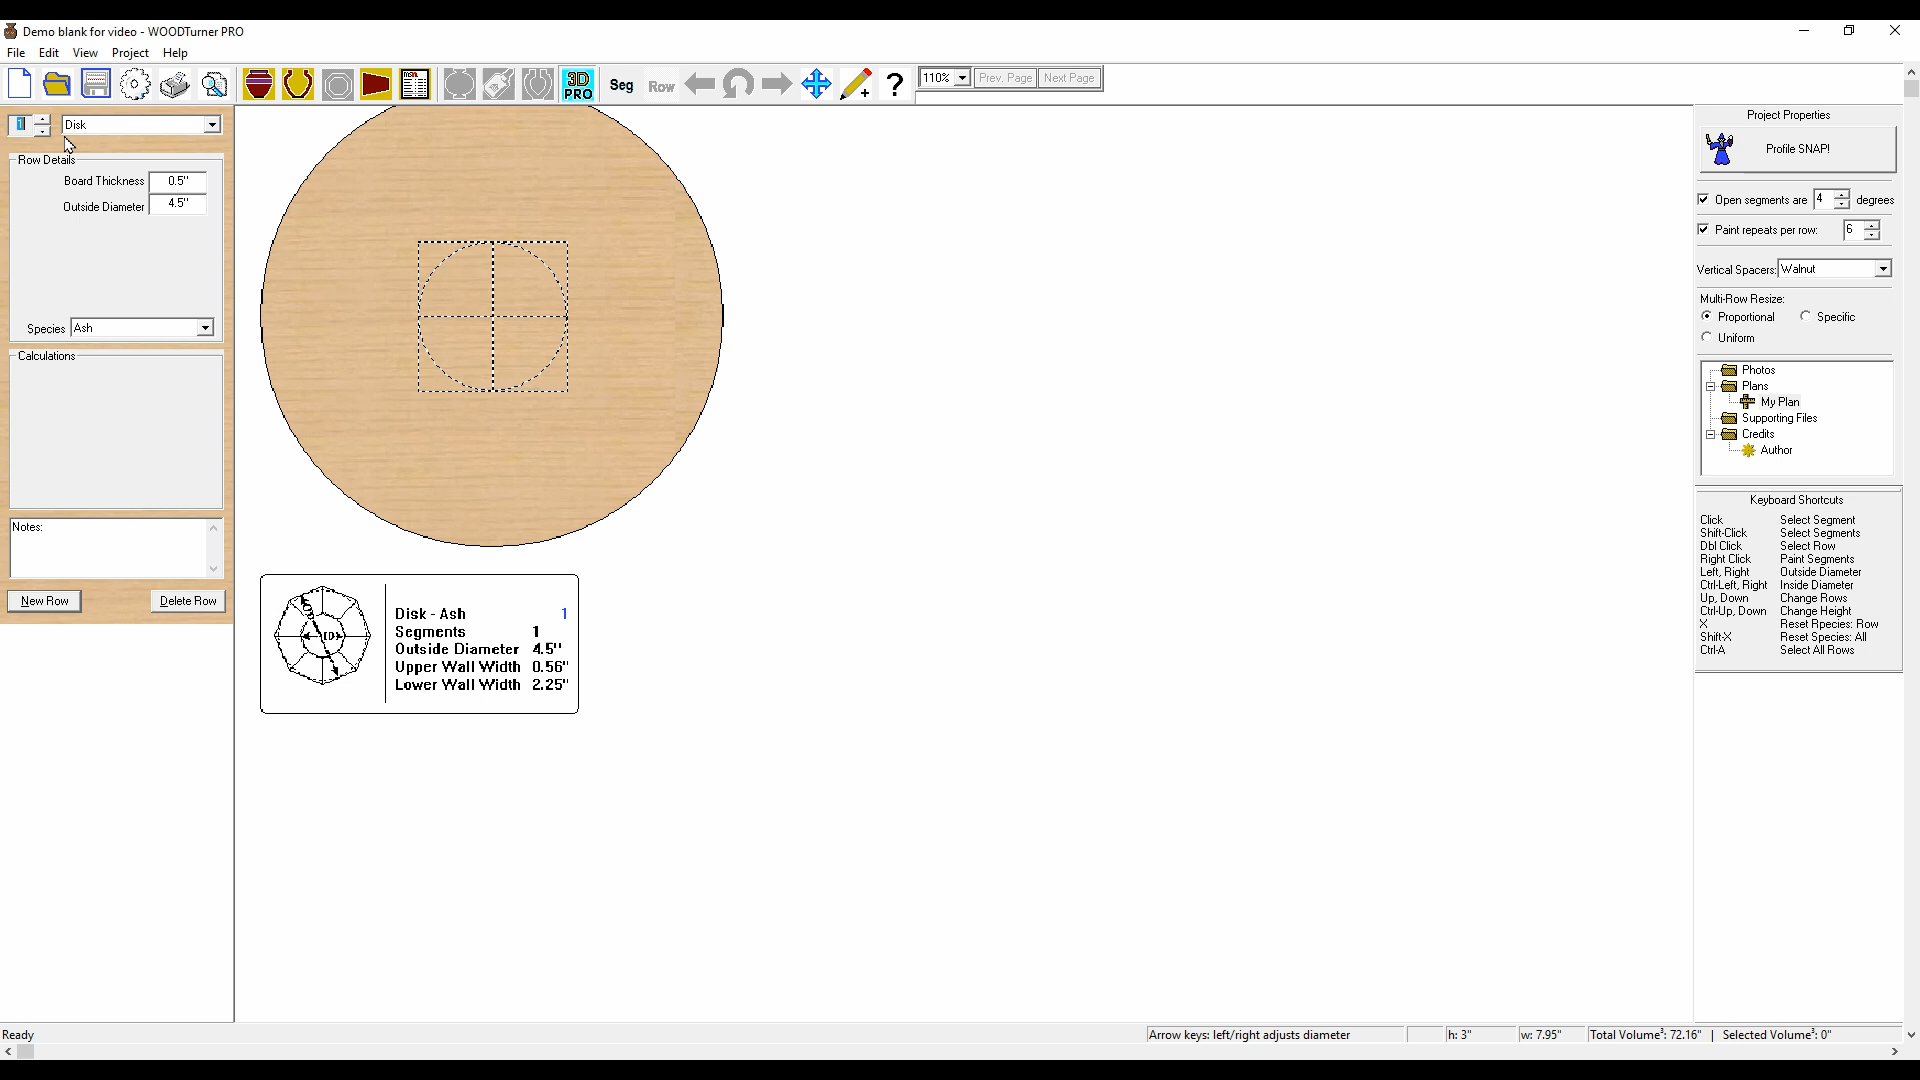 Demo blank for video - WOODTurner PRO
File Edit View Project Help
3D PRO Seg Row ? 110% Prev. Page Next Page
1 Disk
Row Details
Board Thickness 0.5"
Outside Diameter 4.5"
Species Ash
Calculations
Notes:
New Row Delete Row
Disk - Ash 1
Segments 1
Outside Diameter 4.5"
Upper Wall Width 0.56"
Lower Wall Width 2.25"
Project Properties
Profile SNAP!
Open segments are 4 degrees
Paint repeats per row: 6
Vertical Spacers: Walnut
Multi-Row Resize:
Proportional Specific
Uniform
Photos
Plans
My Plan
Supporting Files
Credits
Author
Keyboard Shortcuts
Click Select Segment
Shift-Click Select Segments
Dbl Click Select Row
Right Click Paint Segments
Left, Right Outside Diameter
Ctrl-Left, Right Inside Diameter
Up, Down Change Rows
Ctrl-Up, Down Change Height
X Reset Rpecies: Row
Shift-X Reset Species: All
Ctrl-A Select All Rows
Ready Arrow keys: left/right adjusts diameter h: 3" w: 7.95" Total Volume³: 72.16" | Selected Volume³: 0"